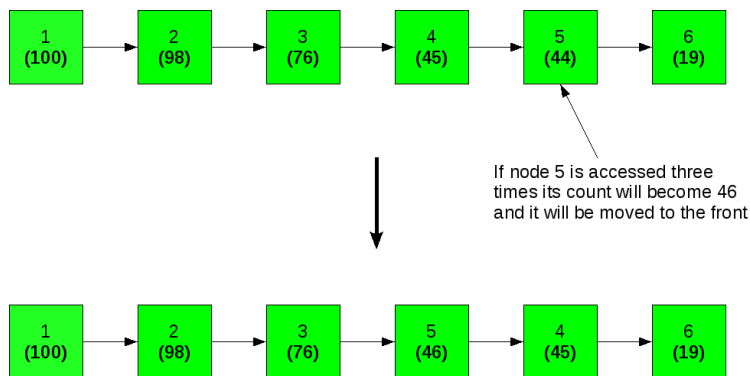 1 2 3 4 5 6
(100) (98) (76) (45) (44) (19)
If node 5 is accessed three
times its count will become 46
and it will be moved to the front
1 2 3 5 4 6
(100) (98) (76) (46) (45) (19)